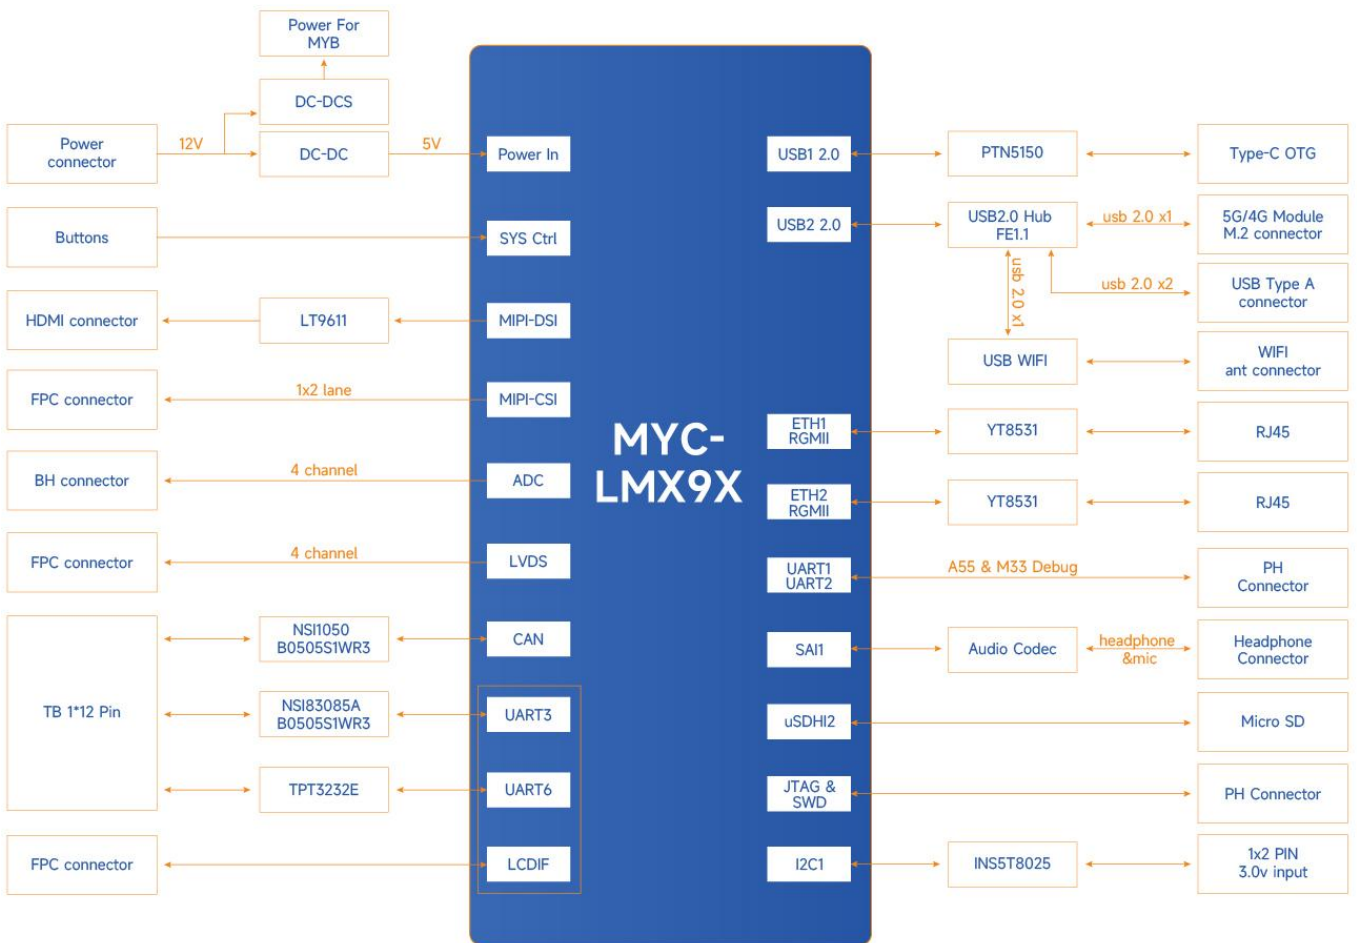 Power For
MYB
DC-DCS
Power
connector
12V
DC-DC
5V
Power In
Buttons
SYS Ctrl
HDMI connector
LT9611
MIPI-DSI
FPC connector
1x2 lane
MIPI-CSI
BH connector
4 channel
ADC
FPC connector
4 channel
LVDS
TB 1*12 Pin
NSI1050
B0505S1WR3
CAN
NSI83085A
B0505S1WR3
UART3
TPT3232E
UART6
FPC connector
LCDIF
MYC-
LMX9X
USB1 2.0
PTN5150
Type-C OTG
USB2 2.0
USB2.0 Hub
FE1.1
usb 2.0 x1
5G/4G Module
M.2 connector
usb 2.0 x2
USB Type A
connector
usb 2.0 x1
USB WIFI
WIFI
ant connector
ETH1
RGMII
YT8531
RJ45
ETH2
RGMII
YT8531
RJ45
UART1
UART2
A55 & M33 Debug
PH
Connector
SAI1
Audio Codec
headphone
&mic
Headphone
Connector
uSDHI2
Micro SD
JTAG &
SWD
PH Connector
I2C1
INS5T8025
1x2 PIN
3.0v input